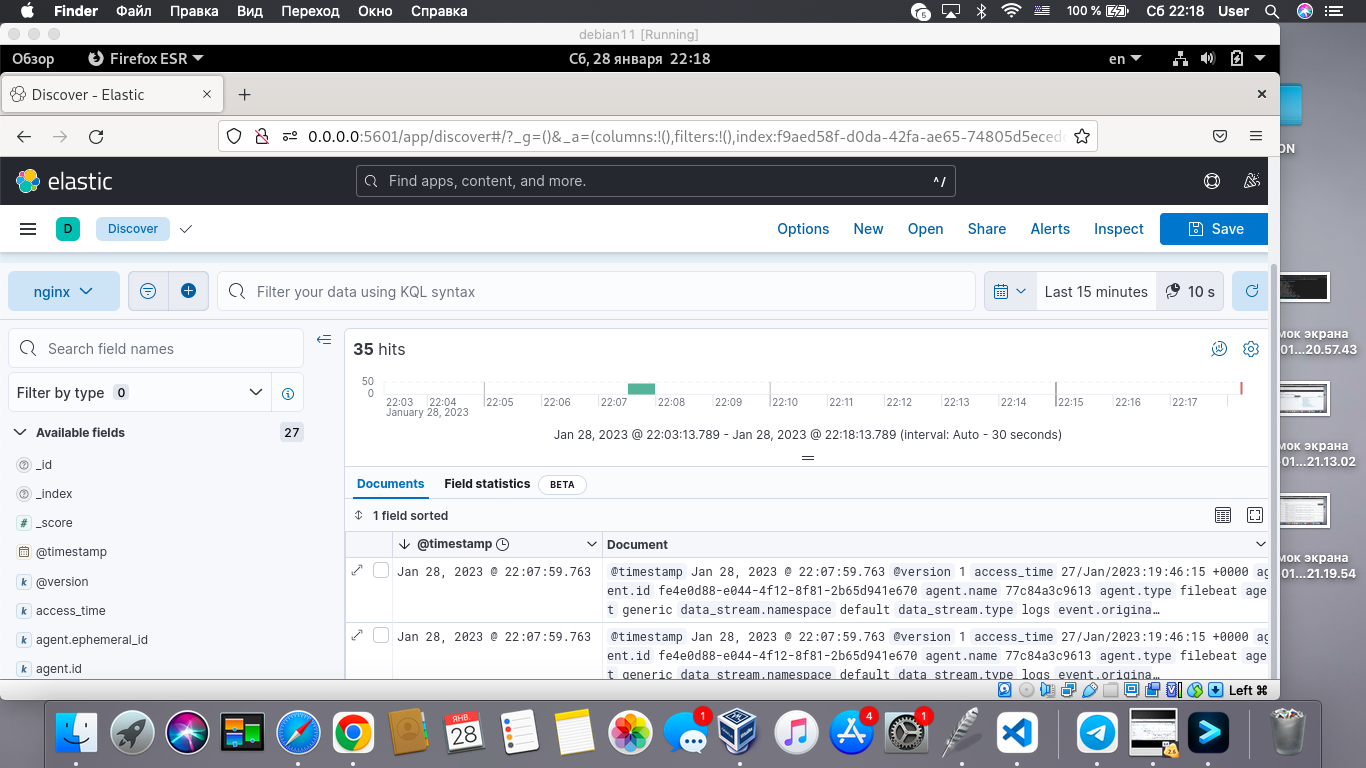 Finder Файл Правка Вид Переход Окно Справка 5 100 % Сб 22:18 User
debian11 [Running]
Обзор Firefox ESR Сб, 28 января 22:18 en
Discover - Elastic
0.0.0.0:5601/app/discover#/?_g=()&_a=(columns:!(),filters:!(),index:f9aed58f-d0da-42fa-ae65-74805d5eced
ON
elastic Find apps, content, and more. ^ /
D Discover Options New Open Share Alerts Inspect Save
nginx Filter your data using KQL syntax Last 15 minutes 10 s
Search field names
35 hits
мок экрана
01...20.57.43
Filter by type 0
50
0
22:03 22:04 22:05 22:06 22:07 22:08 22:09 22:10 22:11 22:12 22:13 22:14 22:15 22:16 22:17
January 28, 2023
Available fields 27
Jan 28, 2023 @ 22:03:13.789 - Jan 28, 2023 @ 22:18:13.789 (interval: Auto - 30 seconds)
мок экрана
01...21.13.02
_id
_index
_score
@timestamp
@version
access_time
agent.ephemeral_id
agent.id
Documents Field statistics BETA
1 field sorted
@timestamp Document
Jan 28, 2023 @ 22:07:59.763 @timestamp Jan 28, 2023 @ 22:07:59.763 @version 1 access_time 27/Jan/2023:19:46:15 +0000 ag
ent.id fe4e0d88-e044-4f12-8f81-2b65d941e670 agent.name 77c84a3c9613 agent.type filebeat age
t generic data_stream.namespace default data_stream.type logs event.origina…
Jan 28, 2023 @ 22:07:59.763 @timestamp Jan 28, 2023 @ 22:07:59.763 @version 1 access_time 27/Jan/2023:19:46:15 +0000 ag
ent.id fe4e0d88-e044-4f12-8f81-2b65d941e670 agent.name 77c84a3c9613 agent.type filebeat age
t generic data_stream.namespace default data_stream.type logs event.origina…
мок экрана
01...21.19.54
Left ⌘
ЯНВ.
28
1
4
1